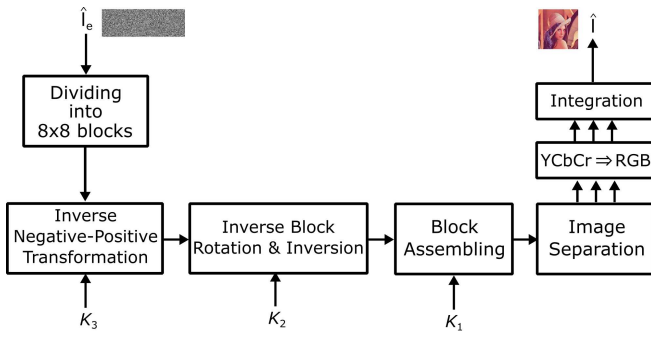 Îₑ
Î
Dividing
into
8x8 blocks
Integration
YCbCr ⇒ RGB
Inverse
Negative-Positive
Transformation
Inverse Block
Rotation & Inversion
Block
Assembling
Image
Separation
K₃
K₂
K₁